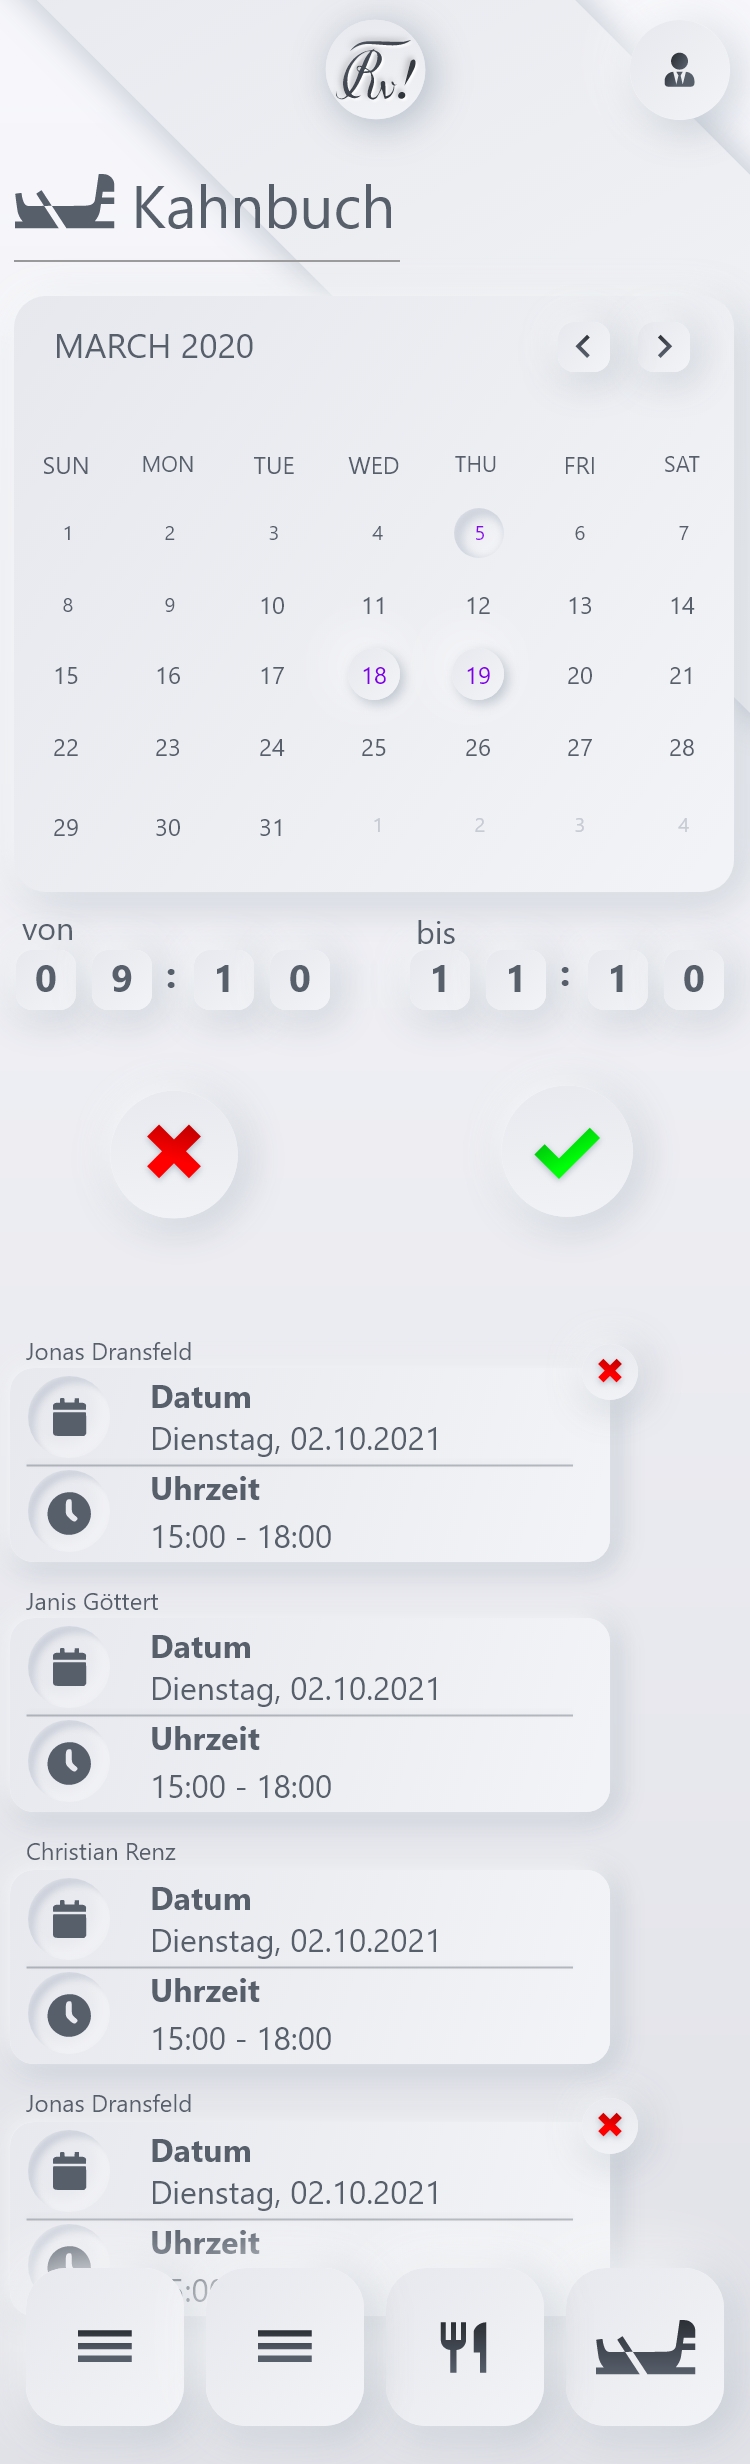 Rv!
Kahnbuch
MARCH 2020
SUN MON TUE WED THU FRI SAT
1 2 3 4 5 6 7
8 9 10 11 12 13 14
15 16 17 18 19 20 21
22 23 24 25 26 27 28
29 30 31 1 2 3 4
von bis
0 9 : 1 0 1 1 : 1 0
Jonas Dransfeld
Datum
Dienstag, 02.10.2021
Uhrzeit
15:00 - 18:00
Janis Göttert
Datum
Dienstag, 02.10.2021
Uhrzeit
15:00 - 18:00
Christian Renz
Datum
Dienstag, 02.10.2021
Uhrzeit
15:00 - 18:00
Jonas Dransfeld
Datum
Dienstag, 02.10.2021
Uhrzeit